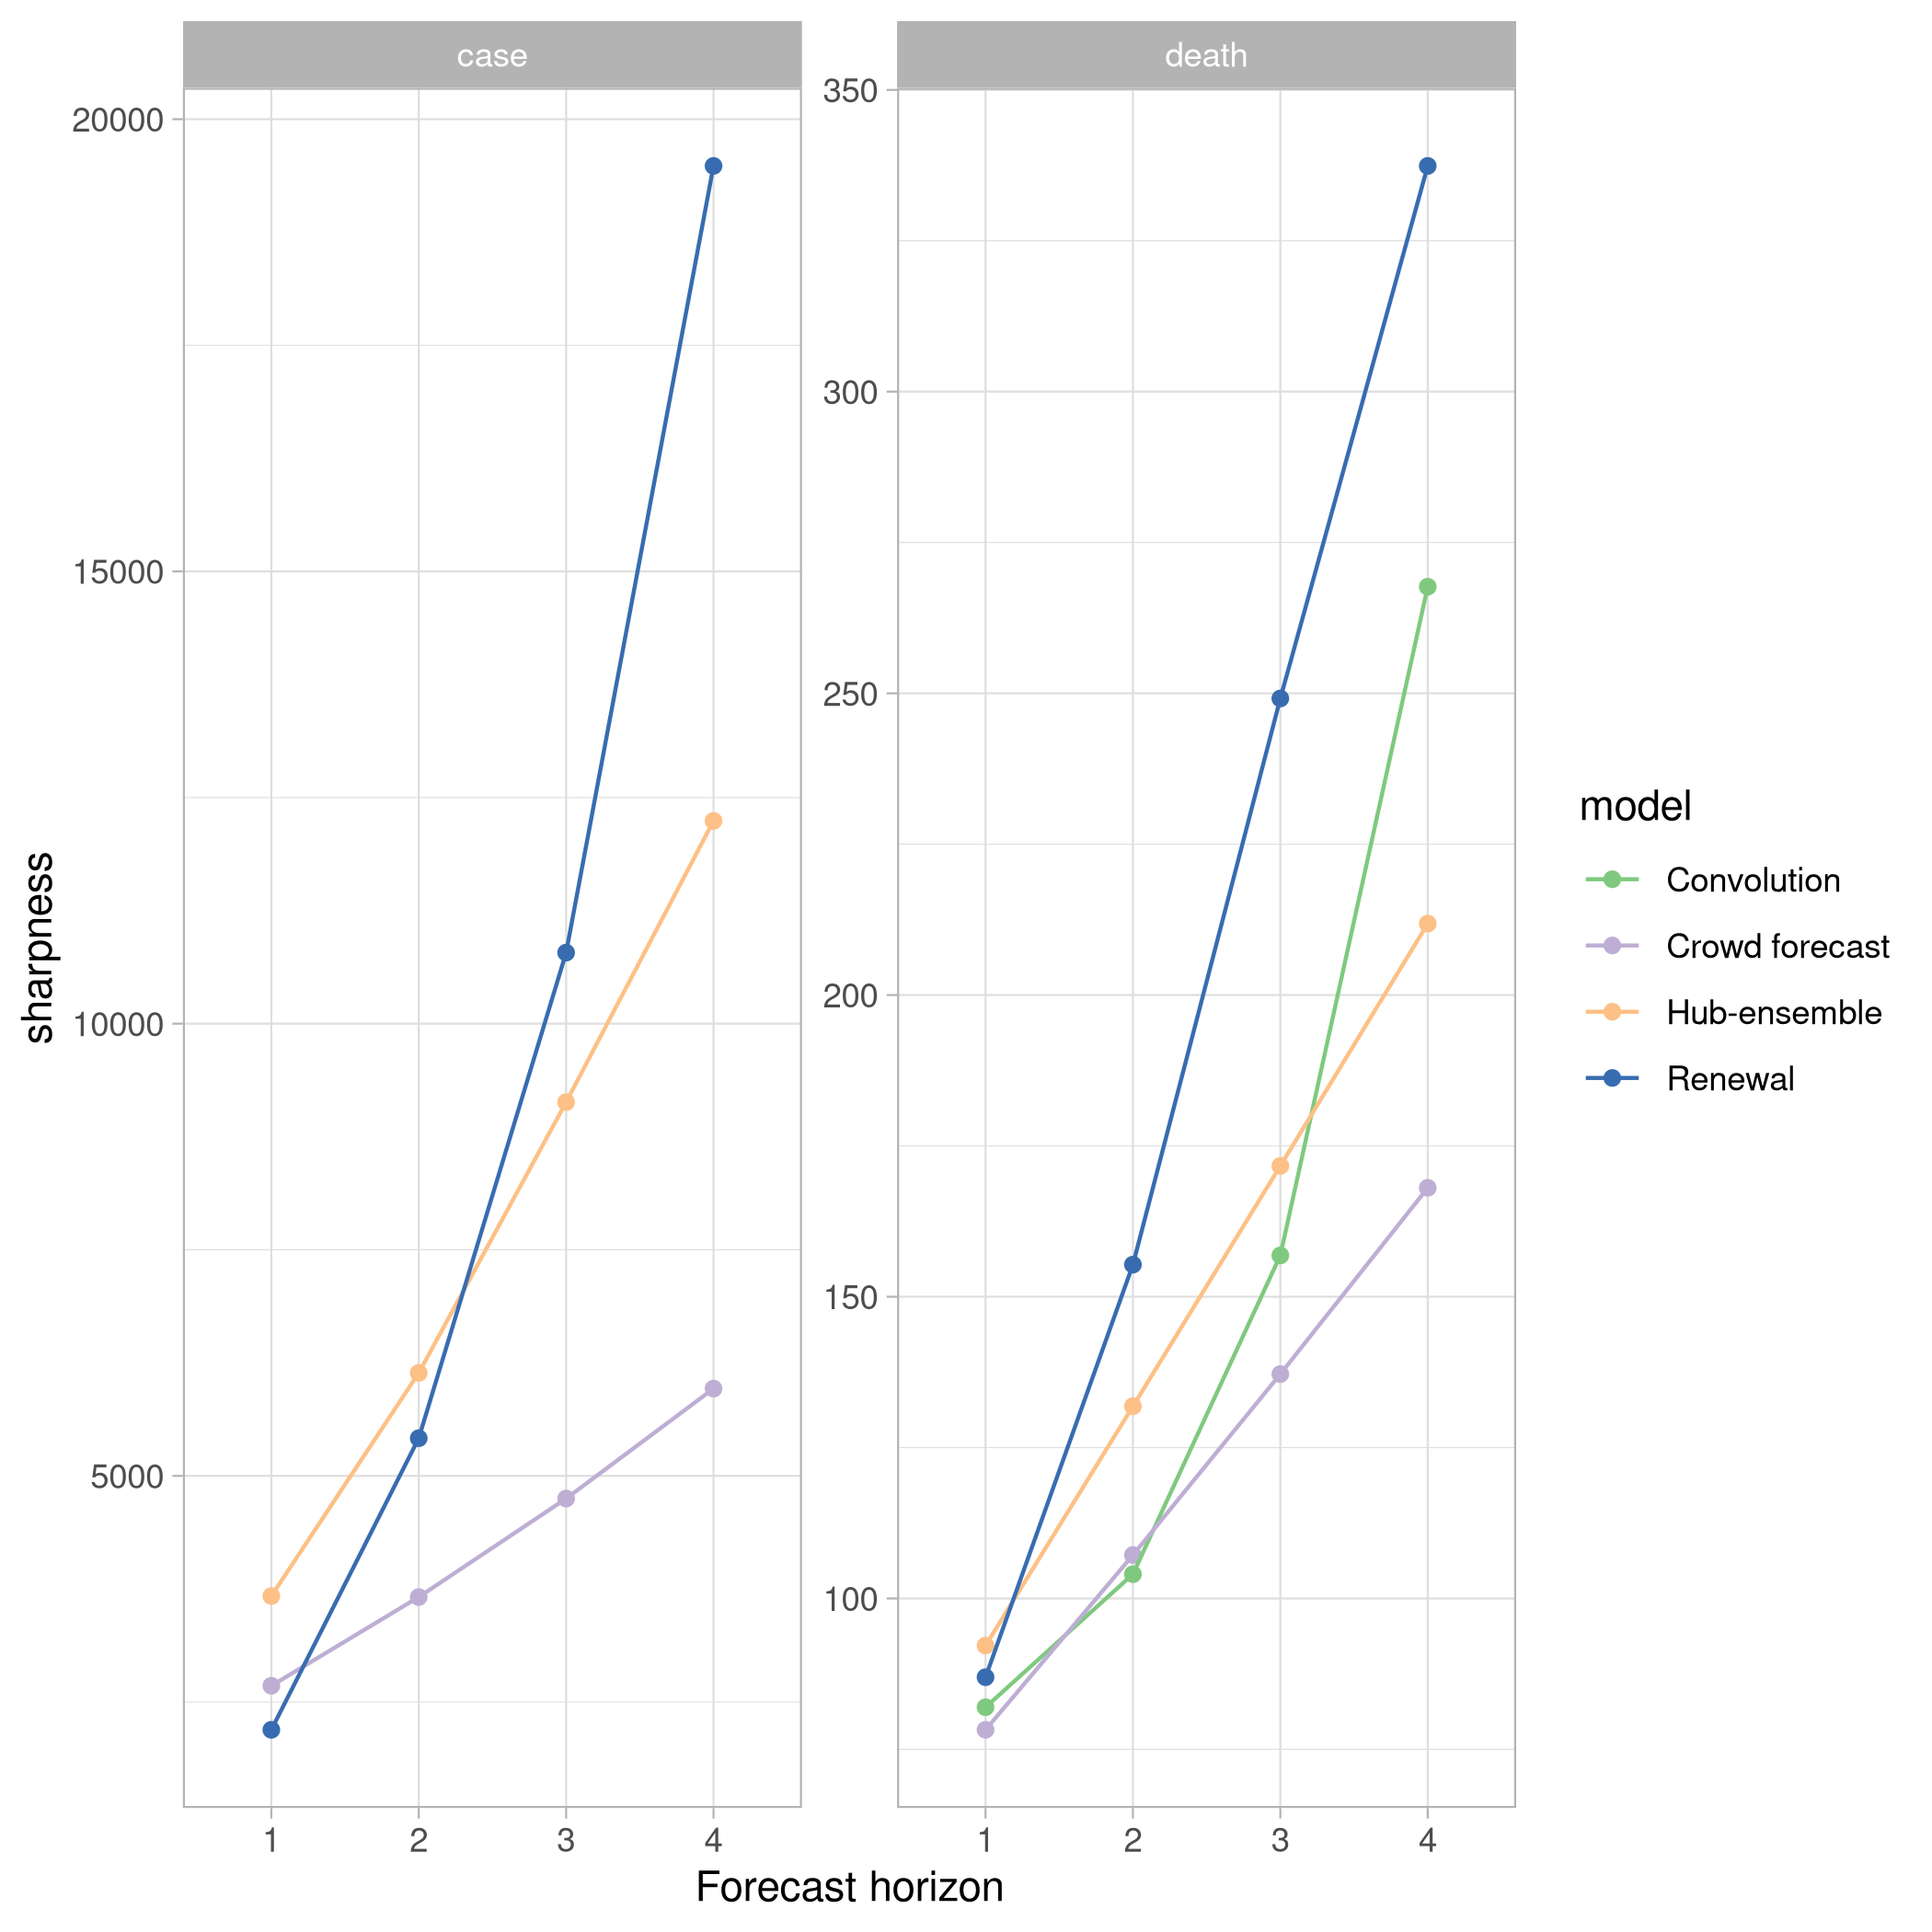 case
death
20000
15000
10000
5000
350
300
250
200
150
100
1
2
3
4
1
2
3
4
Forecast horizon
sharpness
model
Convolution
Crowd forecast
Hub-ensemble
Renewal